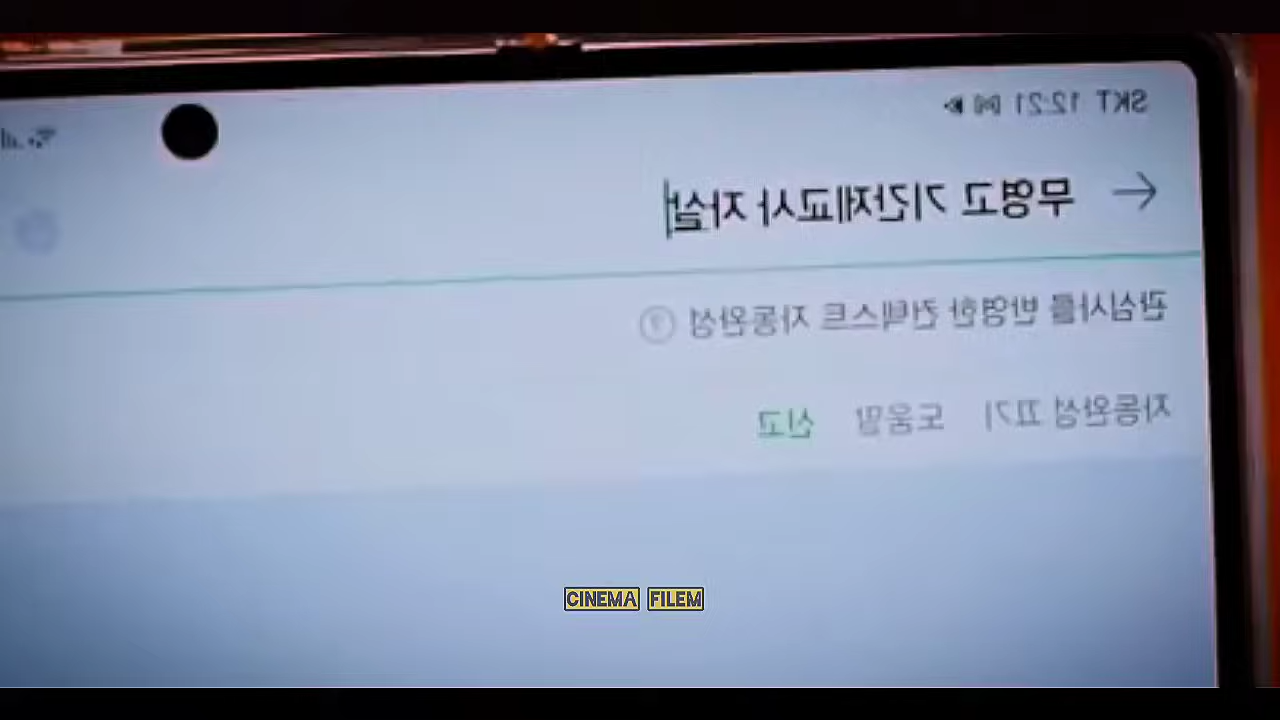 SKT 12:21
무영고 기간제교사 자살
관심사를 반영한 컨텍스트 자동완성 ?
자동완성 끄기 도움말 신고
CINEMA FILEM